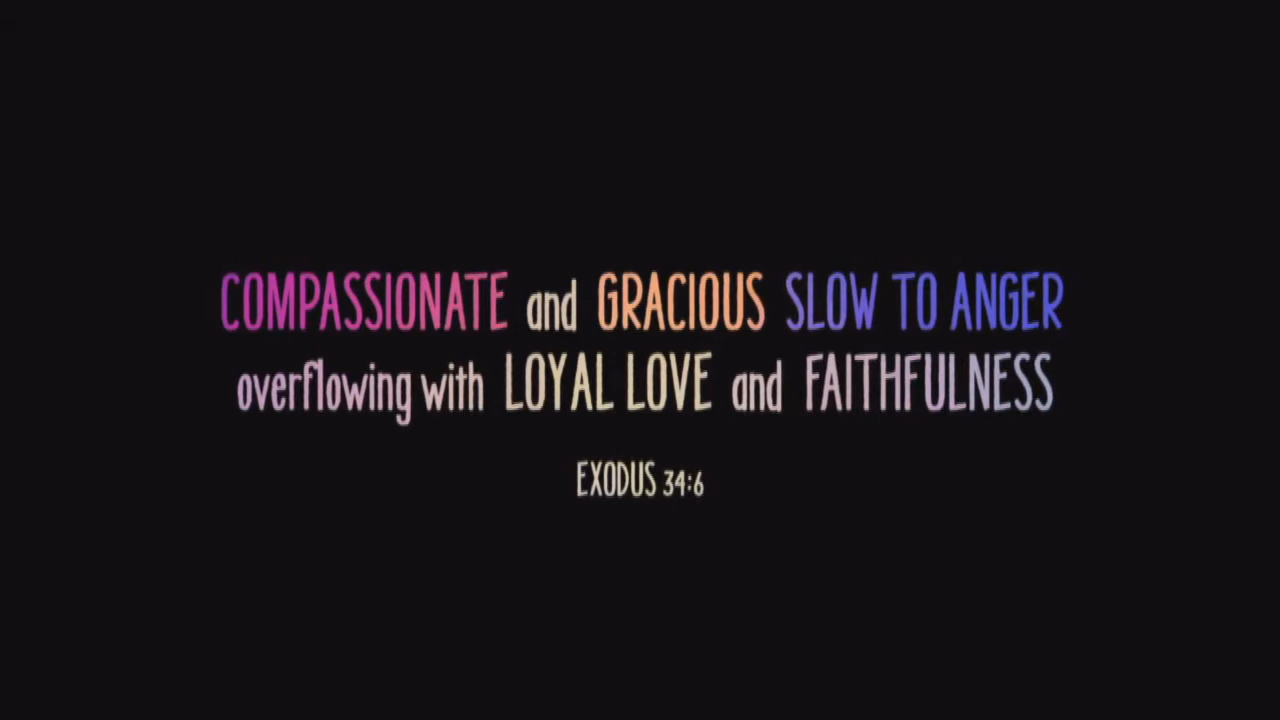 COMPASSIONATE and GRACIOUS SLOW TO ANGER
overflowing with LOYAL LOVE and FAITHFULNESS
EXODUS 34:6